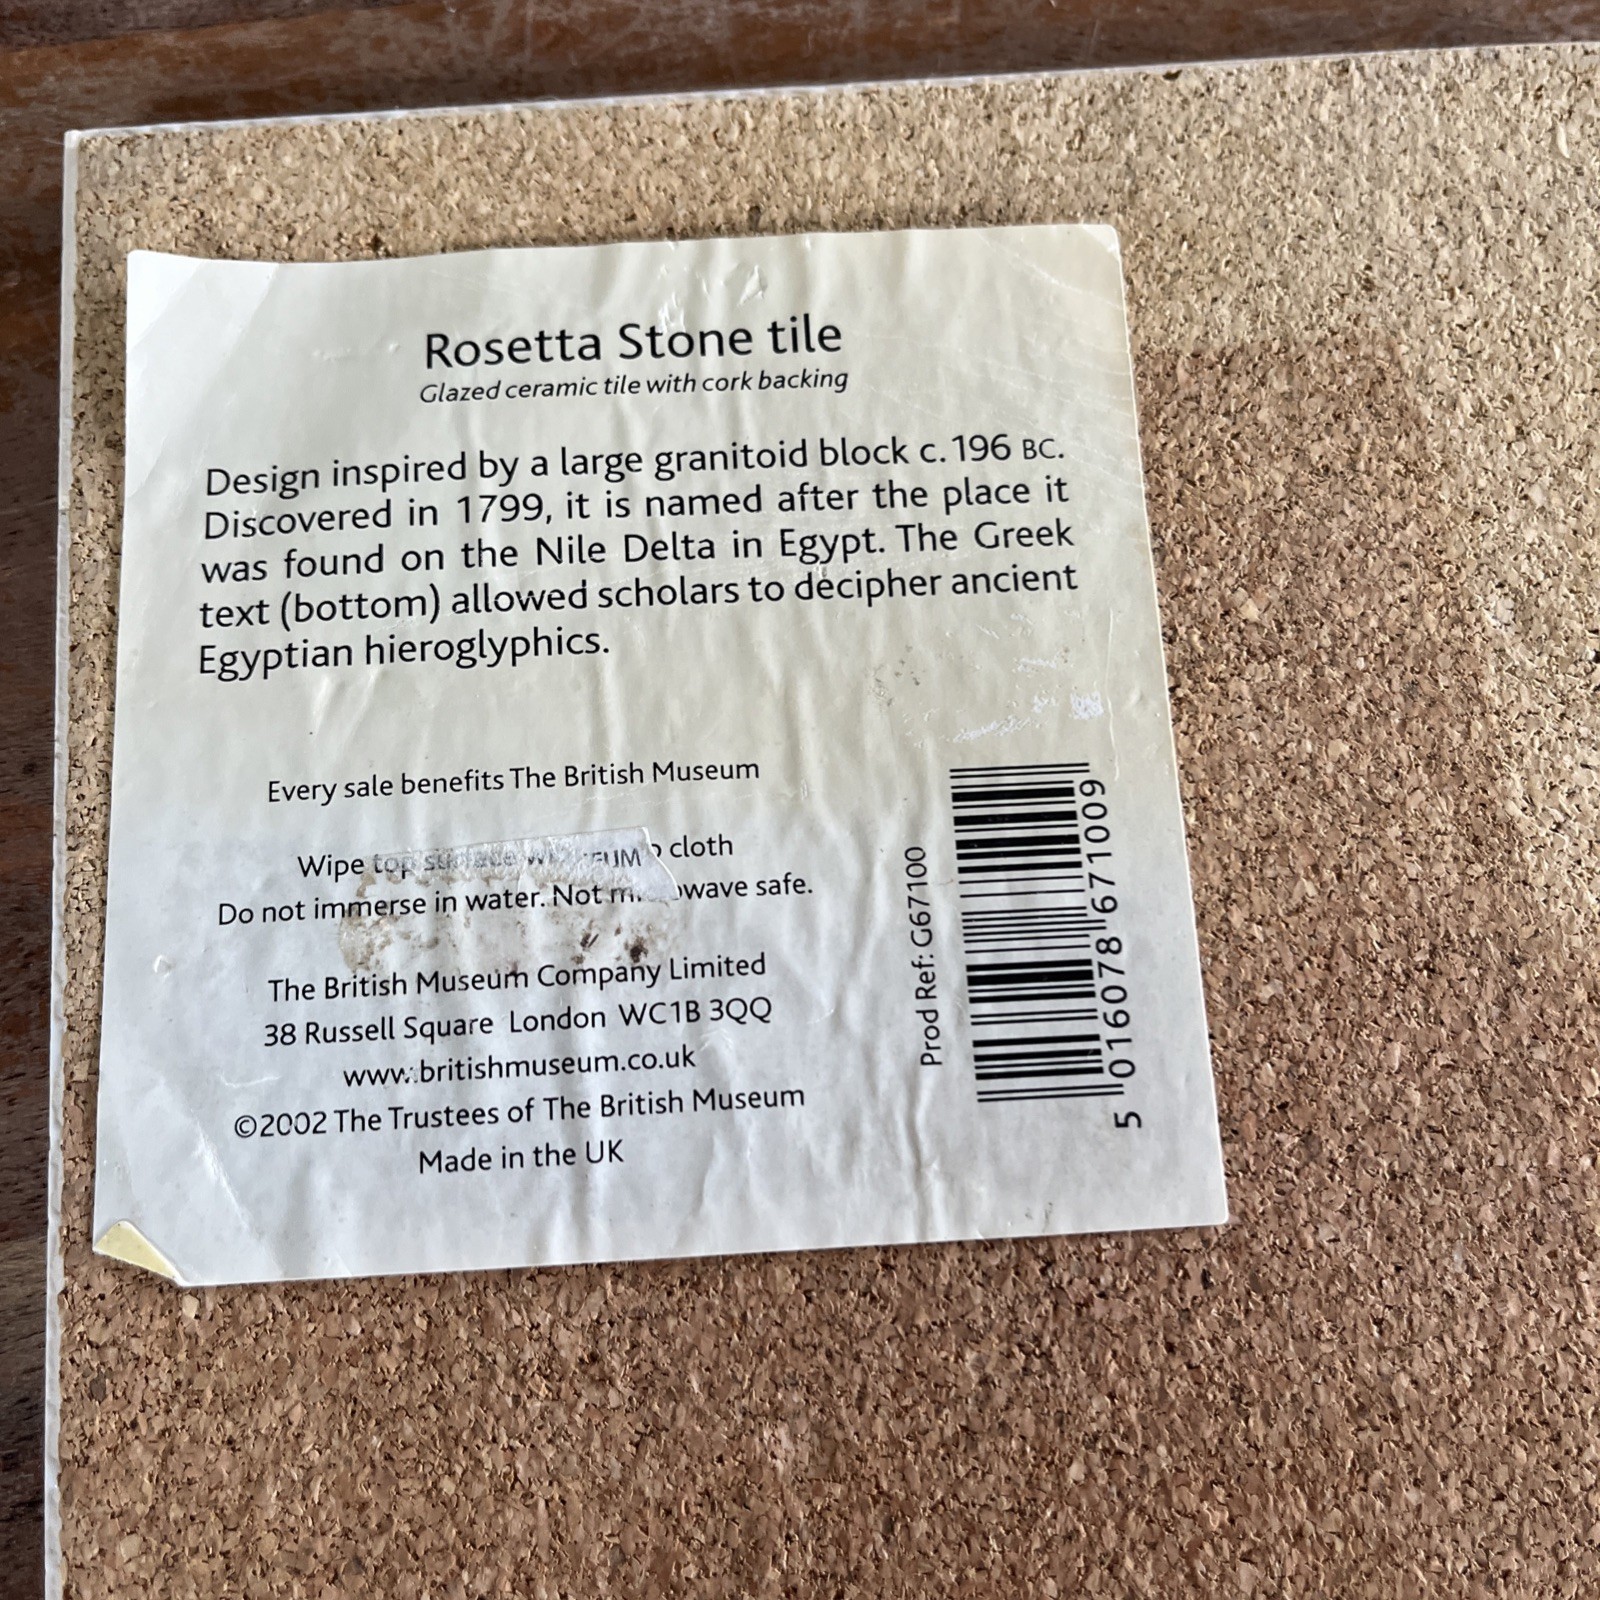 Rosetta Stone tile
Glazed ceramic tile with cork backing
Design inspired by a large granitoid block c. 196 BC.
Discovered in 1799, it is named after the place it
was found on the Nile Delta in Egypt. The Greek
text (bottom) allowed scholars to decipher ancient
Egyptian hieroglyphics.
Every sale benefits The British Museum
Wipe top surface cloth
Do not immerse in water. Not safe.
The British Museum Company Limited
38 Russell Square London WC1B 3QQ
www.britishmuseum.co.uk
©2002 The Trustees of The British Museum
Made in the UK
Prod Ref: G67100
5 016078 671009